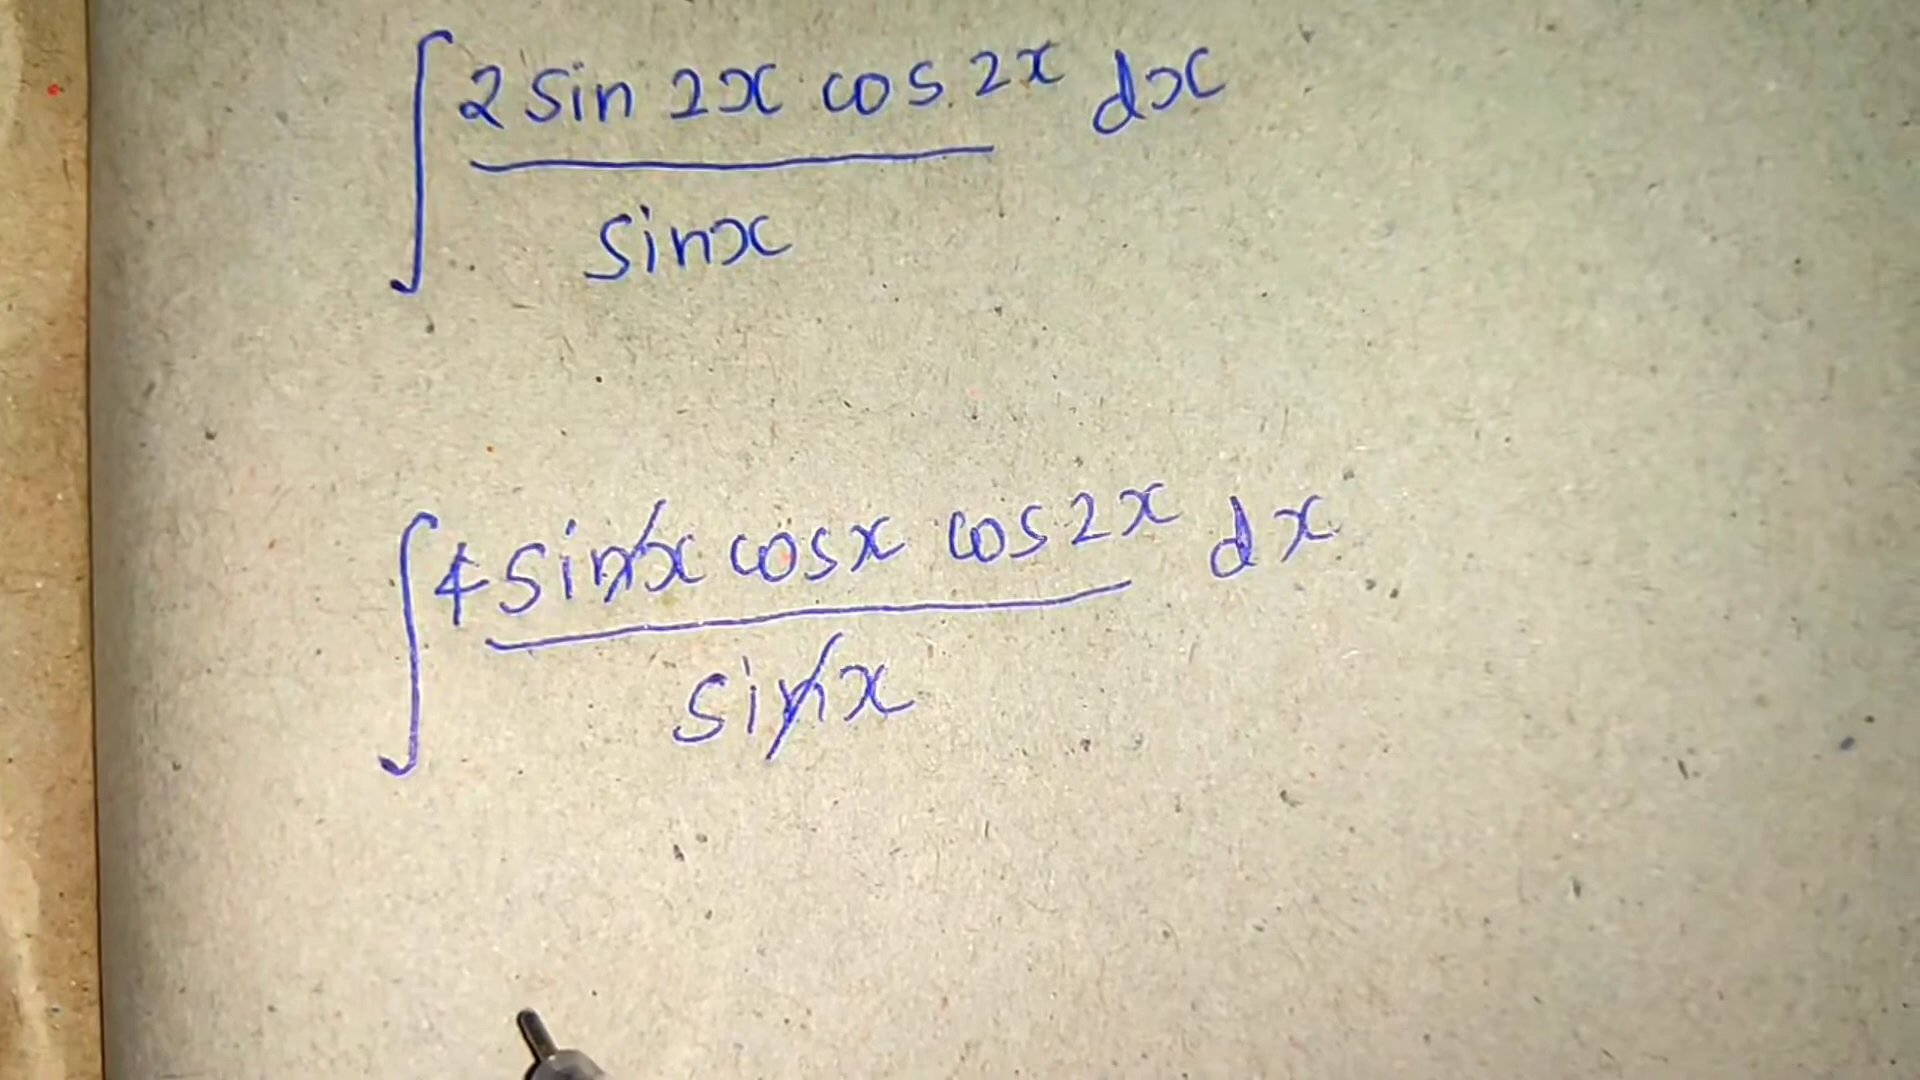 ∫ 2 sin 2x cos 2x / sinx dx
∫ 4 sinx cosx cos 2x / sinx dx